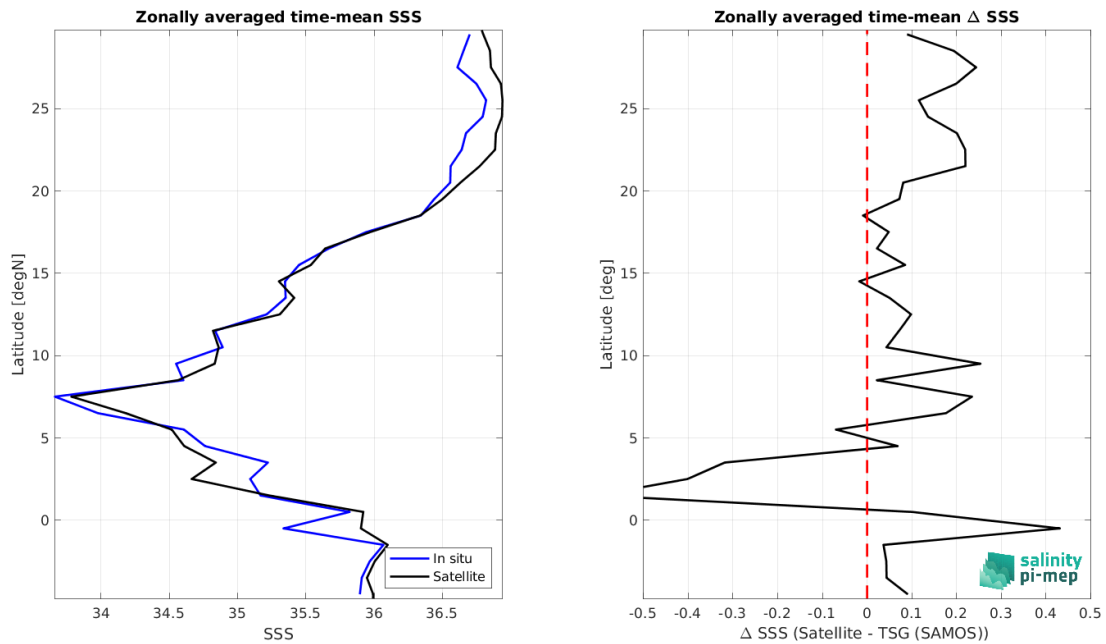 Zonally averaged time-mean SSS
Latitude [degN]
25
20
15
10
5
0
34
34.5
35
35.5
36
36.5
SSS
In situ
Satellite
Zonally averaged time-mean Δ SSS
Latitude [deg]
25
20
15
10
5
0
-0.5
-0.4
-0.3
-0.2
-0.1
0
0.1
0.2
0.3
0.4
0.5
Δ SSS (Satellite - TSG (SAMOS))
salinity
pi-mep